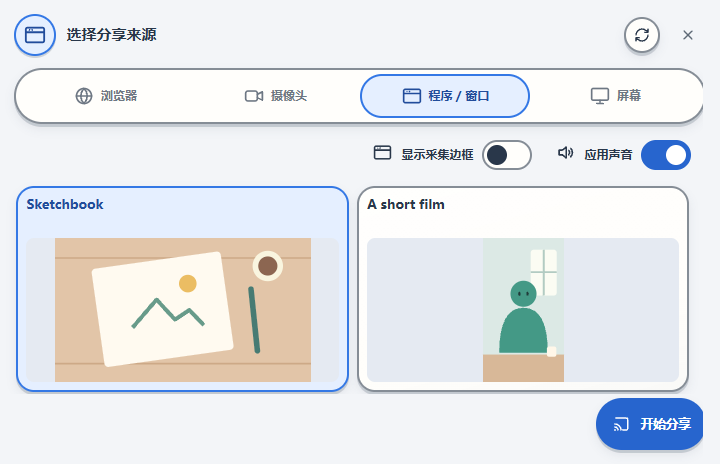 选择分享来源
浏览器
摄像头
程序 / 窗口
屏幕
显示采集边框
应用声音
Sketchbook
A short film
开始分享